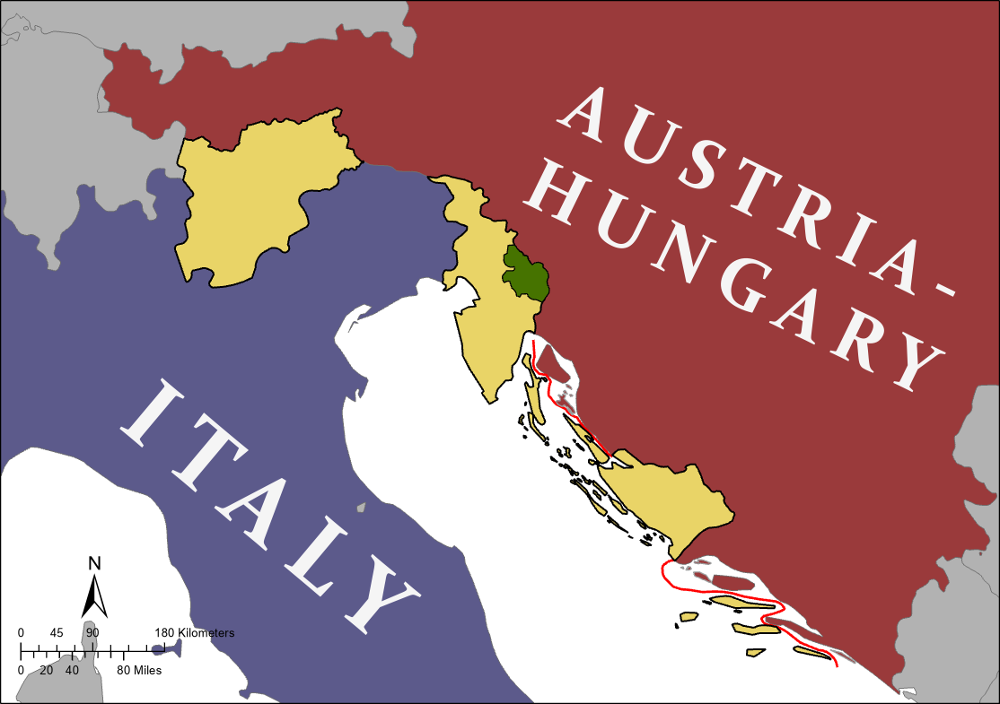 AUSTRIA-
HUNGARY
ITALY
N
0 45 90 180 Kilometers
0 20 40 80 Miles